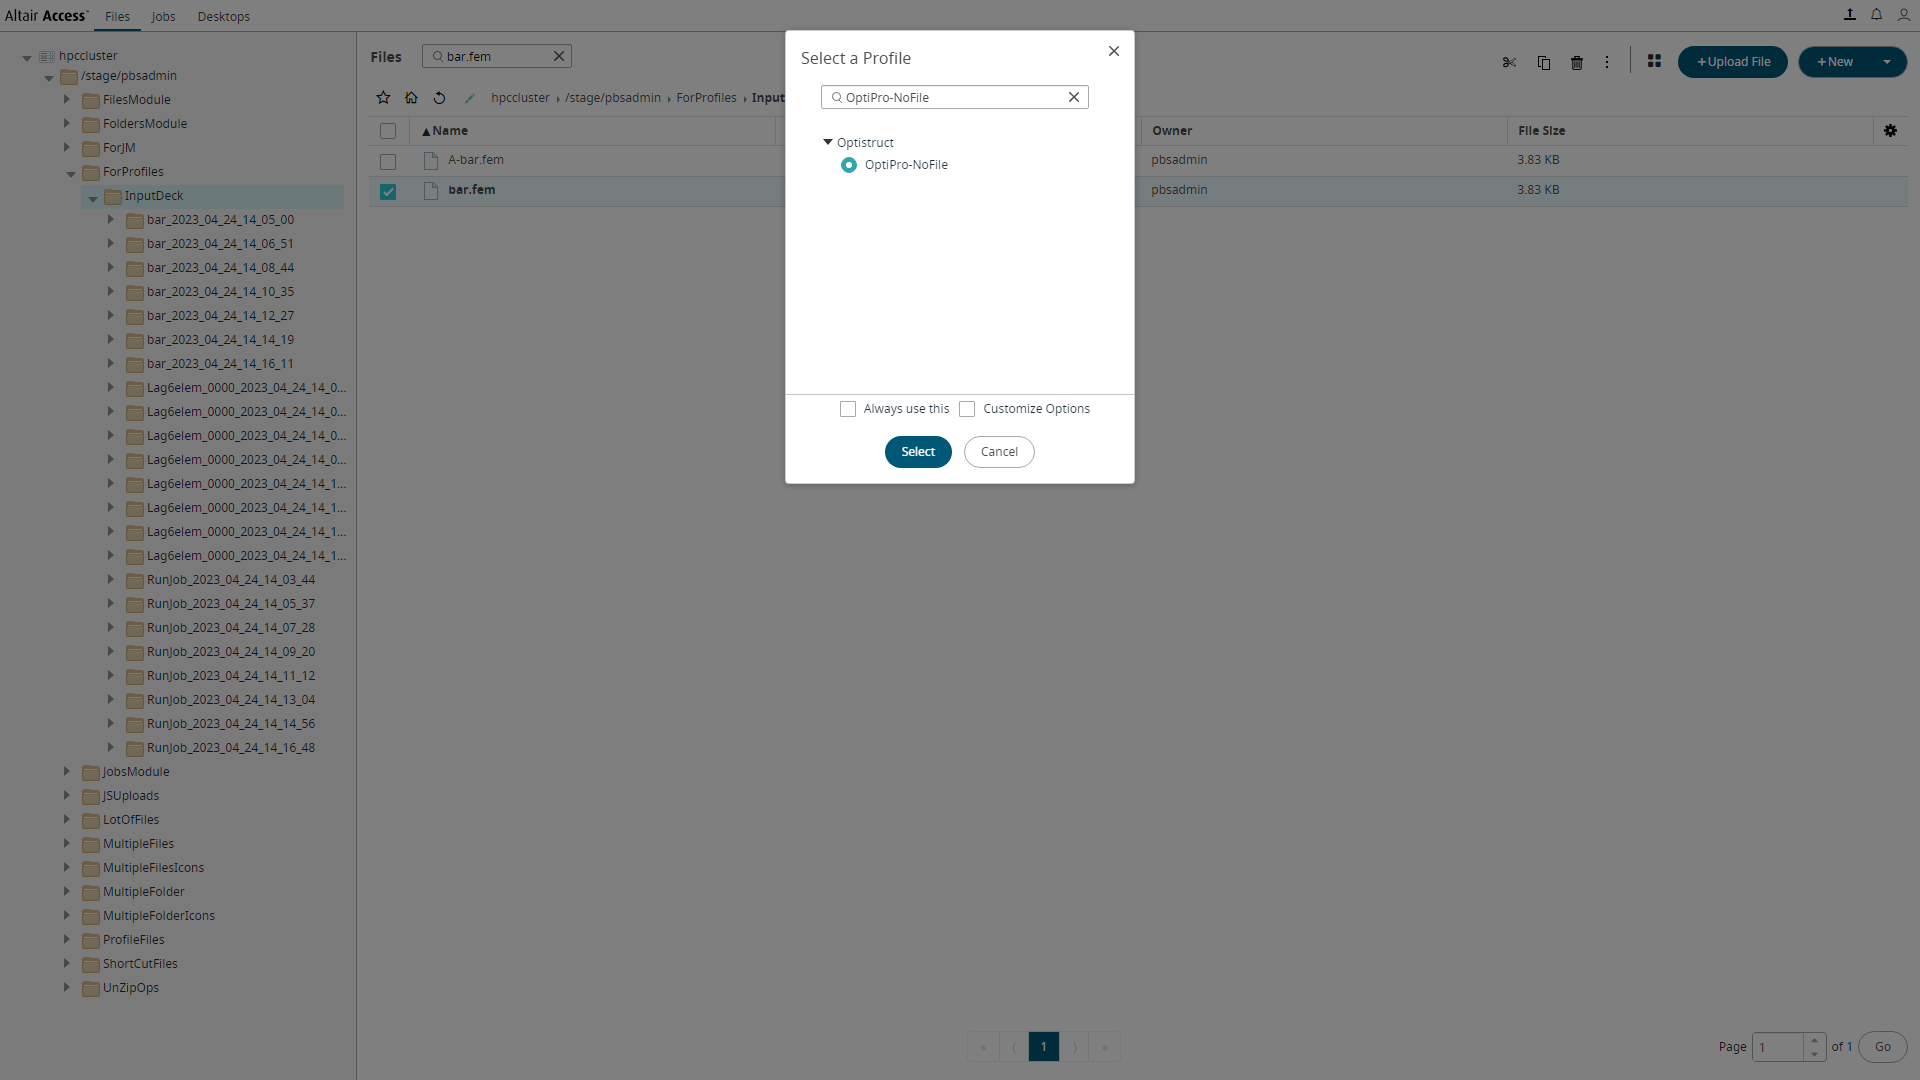 Altair Access™ Files Jobs Desktops
hpccluster
/stage/pbsadmin
FilesModule
FoldersModule
ForJM
ForProfiles
InputDeck
bar_2023_04_24_14_05_00
bar_2023_04_24_14_06_51
bar_2023_04_24_14_08_44
bar_2023_04_24_14_10_35
bar_2023_04_24_14_12_27
bar_2023_04_24_14_14_19
bar_2023_04_24_14_16_11
Lag6elem_0000_2023_04_24_14_0...
Lag6elem_0000_2023_04_24_14_0...
Lag6elem_0000_2023_04_24_14_0...
Lag6elem_0000_2023_04_24_14_0...
Lag6elem_0000_2023_04_24_14_1...
Lag6elem_0000_2023_04_24_14_1...
Lag6elem_0000_2023_04_24_14_1...
Lag6elem_0000_2023_04_24_14_1...
RunJob_2023_04_24_14_03_44
RunJob_2023_04_24_14_05_37
RunJob_2023_04_24_14_07_28
RunJob_2023_04_24_14_09_20
RunJob_2023_04_24_14_11_12
RunJob_2023_04_24_14_13_04
RunJob_2023_04_24_14_14_56
RunJob_2023_04_24_14_16_48
JobsModule
JSUploads
LotOfFiles
MultipleFiles
MultipleFilesIcons
MultipleFolder
MultipleFolderIcons
ProfileFiles
ShortCutFiles
UnZipOps
Files bar.fem
+Upload File +New
hpccluster › /stage/pbsadmin › ForProfiles › Input
Name Owner File Size
A-bar.fem pbsadmin 3.83 KB
bar.fem pbsadmin 3.83 KB
Select a Profile
OptiPro-NoFile
Optistruct
OptiPro-NoFile
Always use this Customize Options
Select Cancel
« ⟨ 1 ⟩ »
Page 1 of 1 Go